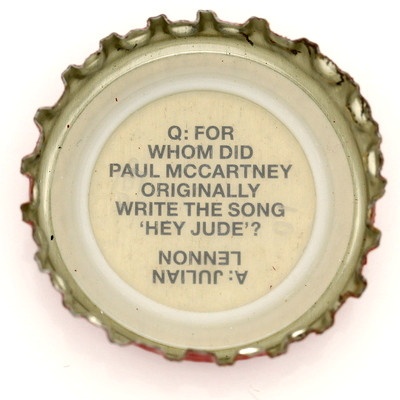 Q: FOR
WHOM DID
PAUL MCCARTNEY
ORIGINALLY
WRITE THE SONG
'HEY JUDE'?
A: JULIAN
LENNON